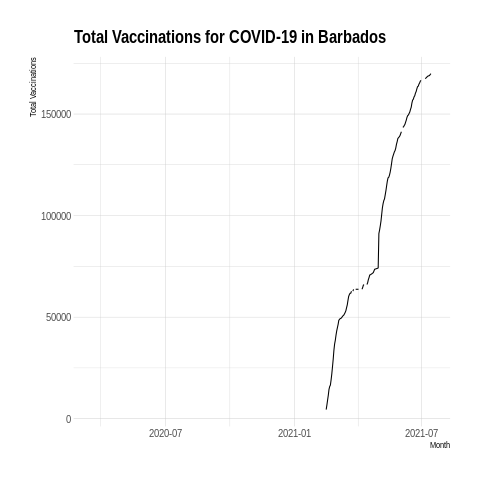 Total Vaccinations for COVID-19 in Barbados
Total Vaccinations
150000
100000
50000
0
2020-07 2021-01 2021-07
Month